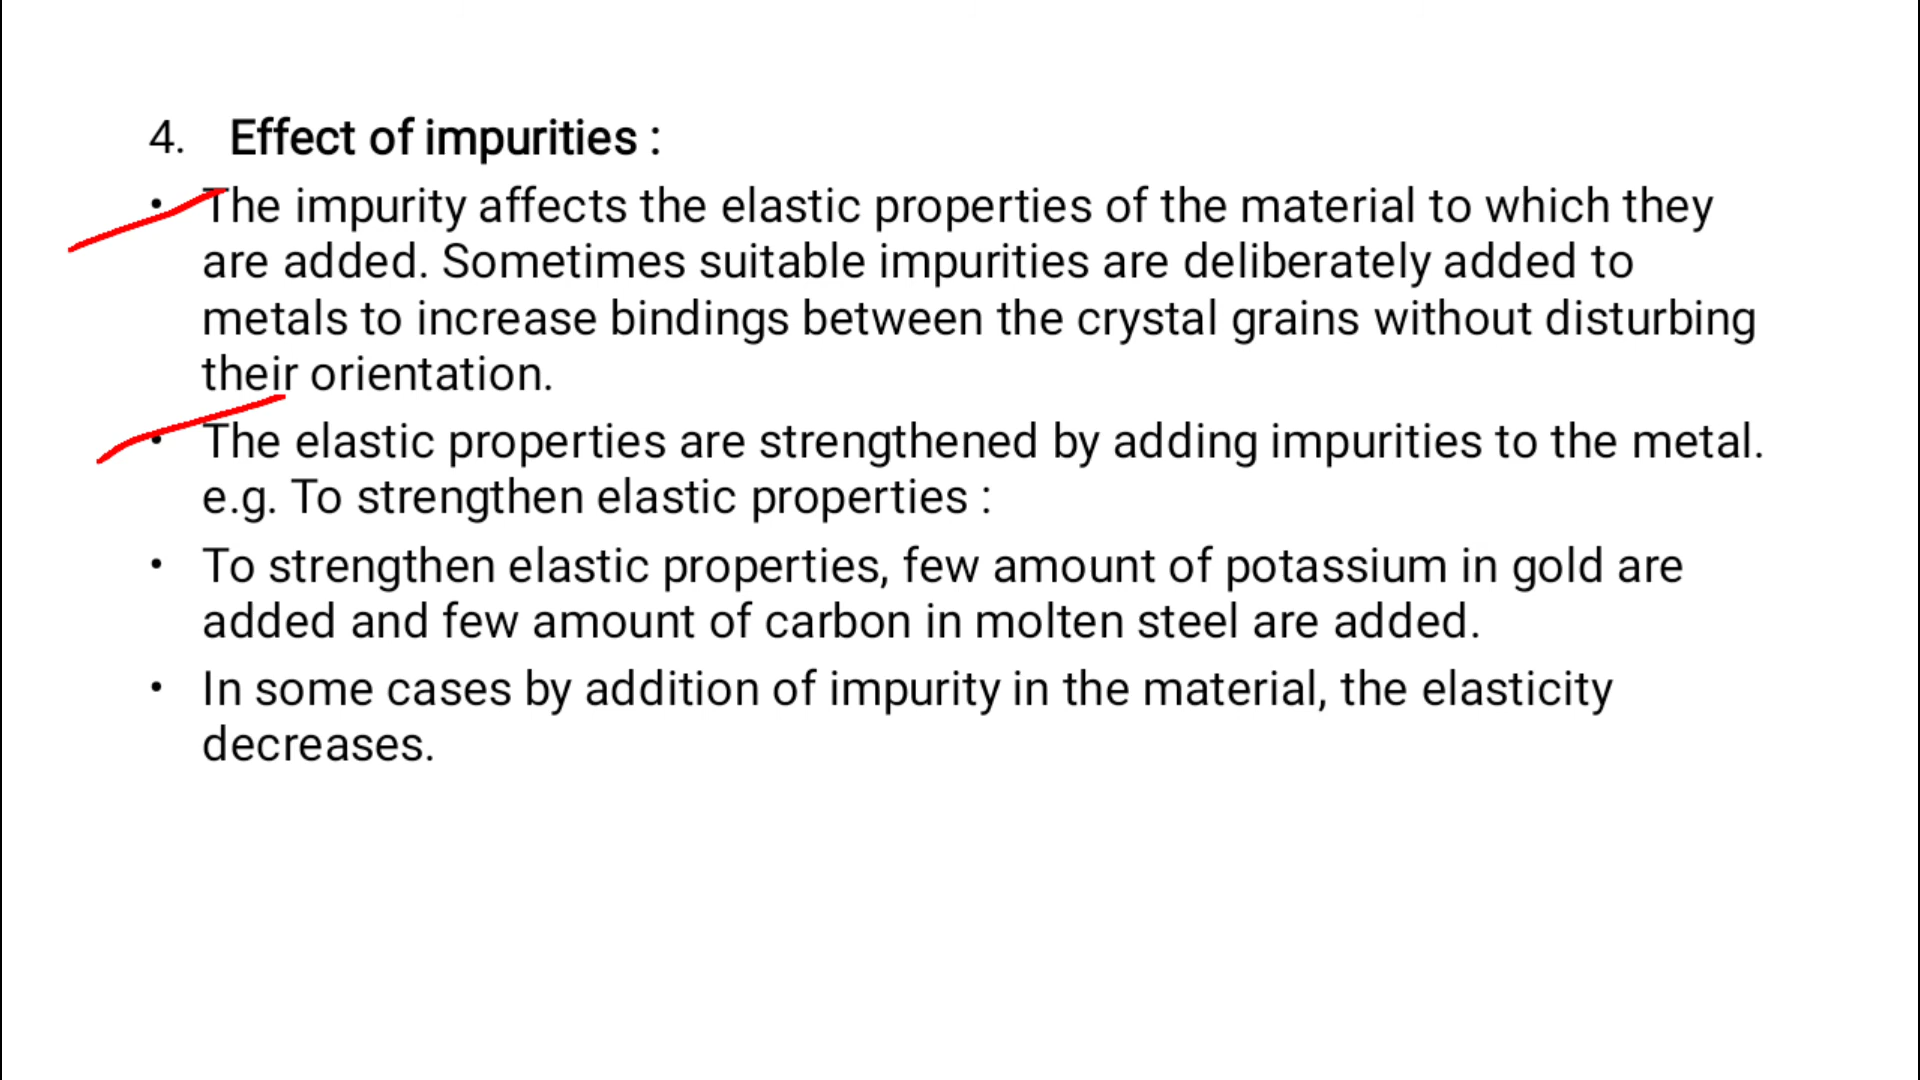 4. Effect of impurities :
• The impurity affects the elastic properties of the material to which they
are added. Sometimes suitable impurities are deliberately added to
metals to increase bindings between the crystal grains without disturbing
their orientation.
• The elastic properties are strengthened by adding impurities to the metal.
e.g. To strengthen elastic properties :
• To strengthen elastic properties, few amount of potassium in gold are
added and few amount of carbon in molten steel are added.
• In some cases by addition of impurity in the material, the elasticity
decreases.